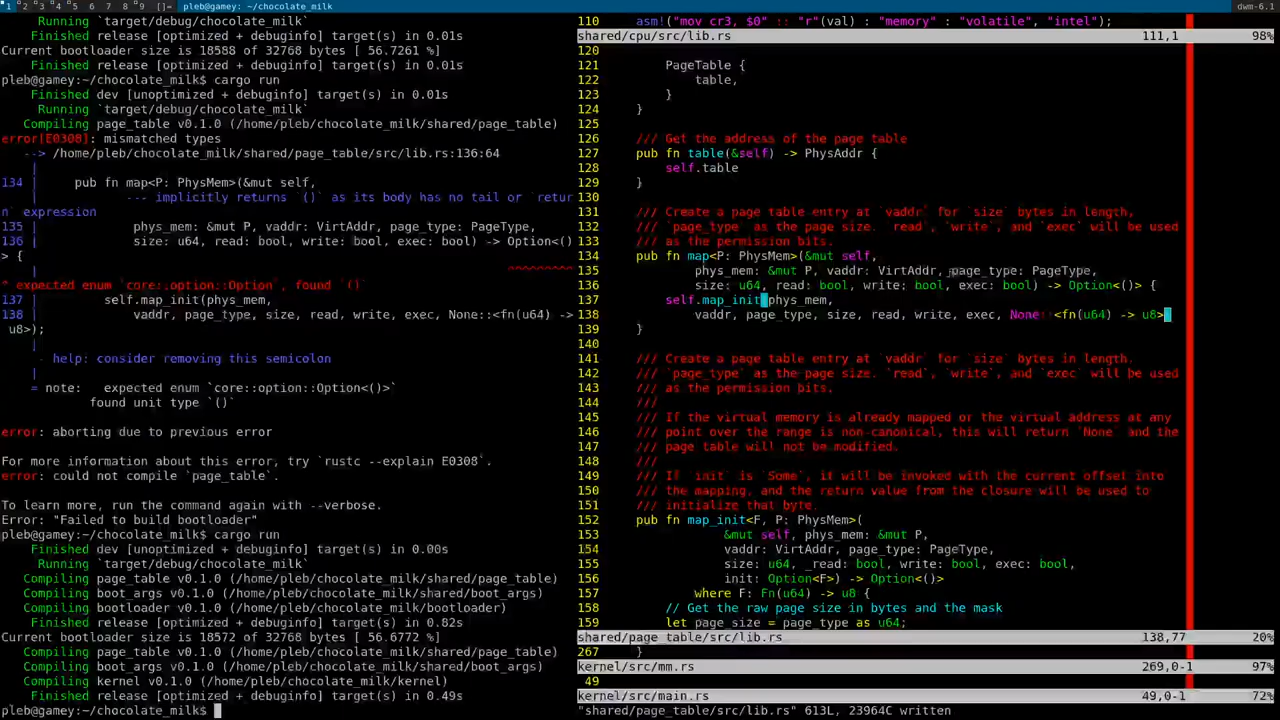 1 2 3 4 5 6 7 8 9 []= pleb@gamey: ~/chocolate_milk dwm-6.1
Running `target/debug/chocolate_milk`
Finished release [optimized + debuginfo] target(s) in 0.01s
Current bootloader size is 18588 of 32768 bytes [ 56.7261 %]
Finished release [optimized + debuginfo] target(s) in 0.01s
pleb@gamey:~/chocolate_milk$ cargo run
Finished dev [unoptimized + debuginfo] target(s) in 0.01s
Running `target/debug/chocolate_milk`
Compiling page_table v0.1.0 (/home/pleb/chocolate_milk/shared/page_table)
error[E0308]: mismatched types
--> /home/pleb/chocolate_milk/shared/page_table/src/lib.rs:136:64
|
134 | pub fn map<P: PhysMem>(&mut self,
| --- implicitly returns `()` as its body has no tail or `retur
n` expression
135 | phys_mem: &mut P, vaddr: VirtAddr, page_type: PageType,
136 | size: u64, read: bool, write: bool, exec: bool) -> Option<()
> {
| ^^^^^^^^^
^ expected enum `core::option::Option`, found `()`
137 | self.map_init(phys_mem,
138 | vaddr, page_type, size, read, write, exec, None::<fn(u64) ->
u8>);
|
- help: consider removing this semicolon
|
= note: expected enum `core::option::Option<()>`
found unit type `()`
error: aborting due to previous error
For more information about this error, try `rustc --explain E0308`.
error: could not compile `page_table`.
To learn more, run the command again with --verbose.
Error: "Failed to build bootloader"
pleb@gamey:~/chocolate_milk$ cargo run
Finished dev [unoptimized + debuginfo] target(s) in 0.00s
Running `target/debug/chocolate_milk`
Compiling page_table v0.1.0 (/home/pleb/chocolate_milk/shared/page_table)
Compiling boot_args v0.1.0 (/home/pleb/chocolate_milk/shared/boot_args)
Compiling bootloader v0.1.0 (/home/pleb/chocolate_milk/bootloader)
Finished release [optimized + debuginfo] target(s) in 0.82s
Current bootloader size is 18572 of 32768 bytes [ 56.6772 %]
Compiling page_table v0.1.0 (/home/pleb/chocolate_milk/shared/page_table)
Compiling boot_args v0.1.0 (/home/pleb/chocolate_milk/shared/boot_args)
Compiling kernel v0.1.0 (/home/pleb/chocolate_milk/kernel)
Finished release [optimized + debuginfo] target(s) in 0.49s
pleb@gamey:~/chocolate_milk$
110 asm!("mov cr3, $0" :: "r"(val) : "memory" : "volatile", "intel");
shared/cpu/src/lib.rs 111,1 98%
120
121 PageTable {
122 table,
123 }
124 }
125
126 /// Get the address of the page table
127 pub fn table(&self) -> PhysAddr {
128 self.table
129 }
130
131 /// Create a page table entry at `vaddr` for `size` bytes in length,
132 /// `page_type` as the page size. `read`, `write`, and `exec` will be used
133 /// as the permission bits.
134 pub fn map<P: PhysMem>(&mut self,
135 phys_mem: &mut P, vaddr: VirtAddr, page_type: PageType,
136 size: u64, read: bool, write: bool, exec: bool) -> Option<()> {
137 self.map_init(phys_mem,
138 vaddr, page_type, size, read, write, exec, None::<fn(u64) -> u8>)
139 }
140
141 /// Create a page table entry at `vaddr` for `size` bytes in length,
142 /// `page_type` as the page size. `read`, `write`, and `exec` will be used
143 /// as the permission bits.
144 ///
145 /// If the virtual memory is already mapped or the virtual address at any
146 /// point over the range is non-canonical, this will return `None` and the
147 /// page table will not be modified.
148 ///
149 /// If `init` is `Some`, it will be invoked with the current offset into
150 /// the mapping, and the return value from the closure will be used to
151 /// initialize that byte.
152 pub fn map_init<F, P: PhysMem>(
153 &mut self, phys_mem: &mut P,
154 vaddr: VirtAddr, page_type: PageType,
155 size: u64, _read: bool, write: bool, exec: bool,
156 init: Option<F>) -> Option<()>
157 where F: Fn(u64) -> u8 {
158 // Get the raw page size in bytes and the mask
159 let page_size = page_type as u64;
shared/page_table/src/lib.rs 138,77 20%
267 }
kernel/src/mm.rs 269,0-1 97%
49
kernel/src/main.rs 49,0-1 72%
"shared/page_table/src/lib.rs" 613L, 23964C written